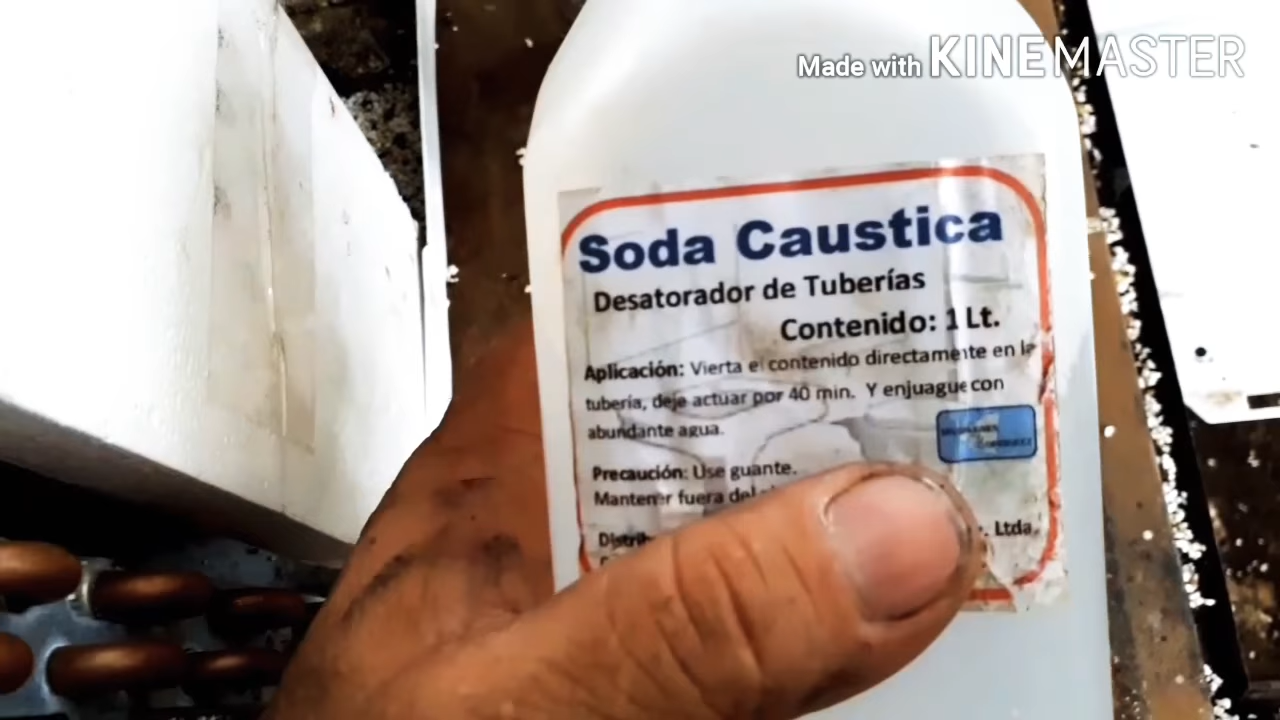 Made with KINEMASTER
Soda Caustica
Desatorador de Tuberías
Contenido: 1 Lt.
Aplicación: Vierta el contenido directamente en la
tubería, deje actuar por 40 min. Y enjuague con
abundante agua.
Precaución: Use guante.
Mantener fuera del
Ltda.